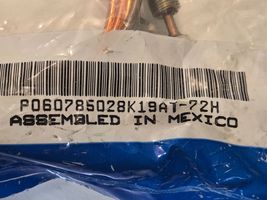 P060785028K19AT-72H
ASSEMBLED IN MEXICO